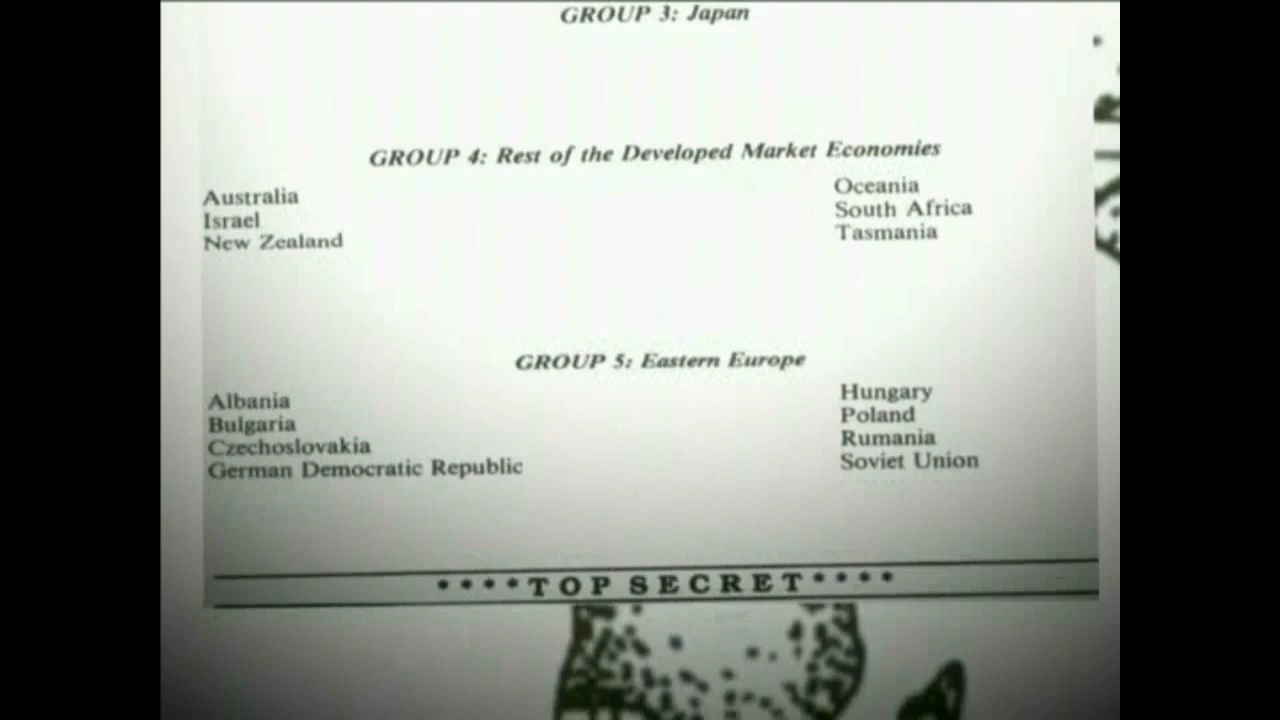 GROUP 3: Japan
GROUP 4: Rest of the Developed Market Economies
Australia
Israel
New Zealand
Oceania
South Africa
Tasmania
GROUP 5: Eastern Europe
Albania
Bulgaria
Czechoslovakia
German Democratic Republic
Hungary
Poland
Rumania
Soviet Union
****TOP SECRET****